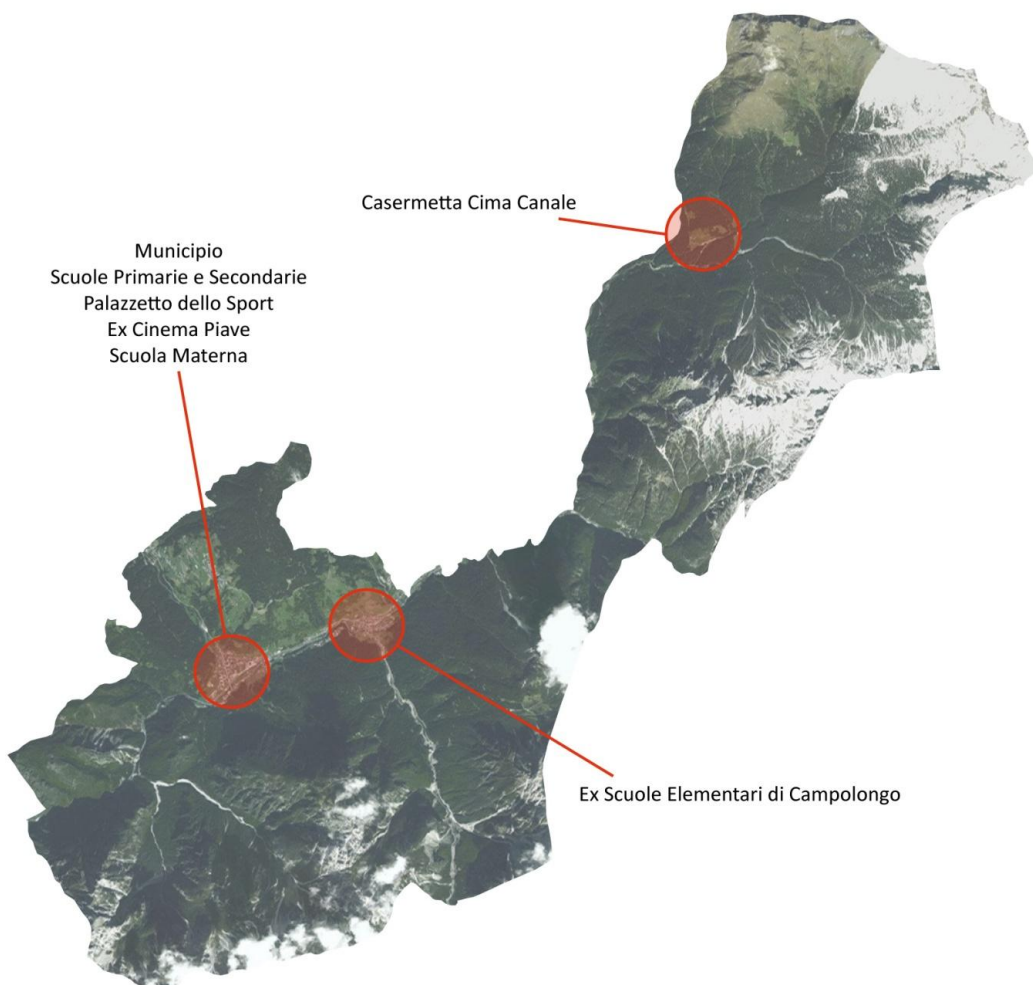 Casermetta Cima Canale
Municipio
Scuole Primarie e Secondarie
Palazzetto dello Sport
Ex Cinema Piave
Scuola Materna
Ex Scuole Elementari di Campolongo